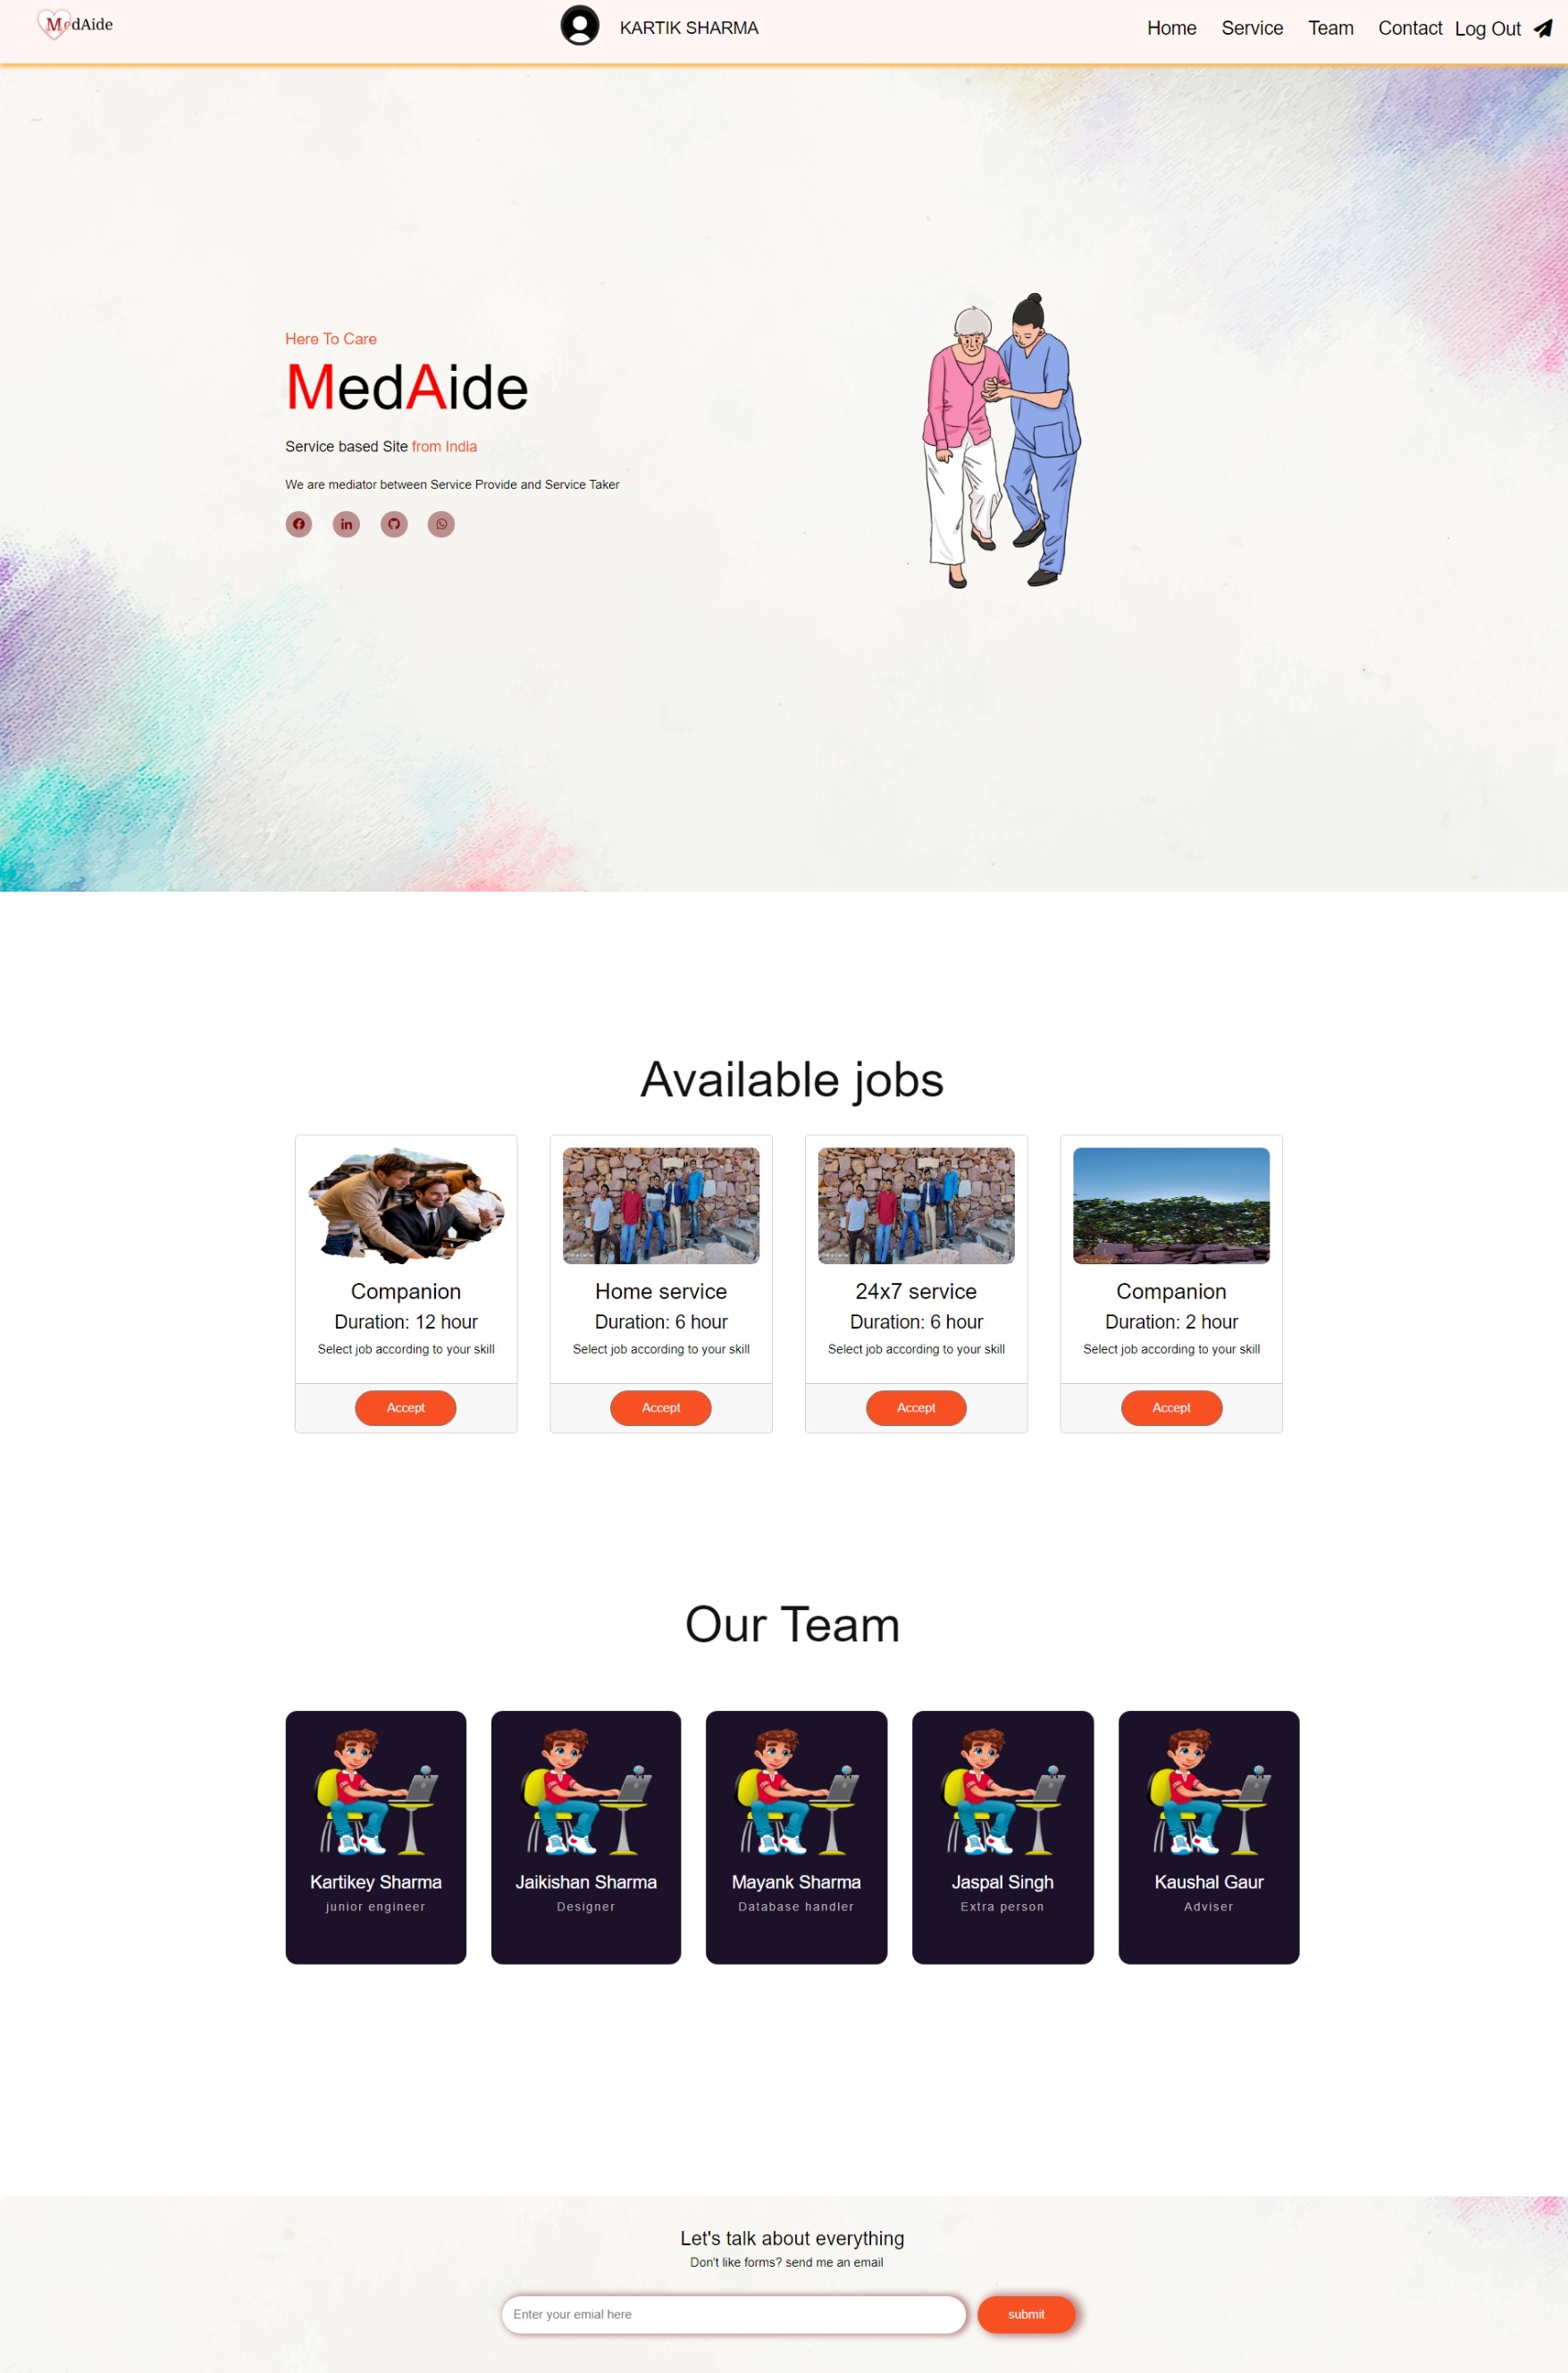 MedAide
KARTIK SHARMA
Home Service Team Contact Log Out
Here To Care
MedAide
Service based Site from India
We are mediator between Service Provide and Service Taker
Available jobs
Companion
Duration: 12 hour
Select job according to your skill
Accept
Home service
Duration: 6 hour
Select job according to your skill
Accept
24x7 service
Duration: 6 hour
Select job according to your skill
Accept
Companion
Duration: 2 hour
Select job according to your skill
Accept
Our Team
Kartikey Sharma
junior engineer
Jaikishan Sharma
Designer
Mayank Sharma
Database handler
Jaspal Singh
Extra person
Kaushal Gaur
Adviser
Let's talk about everything
Don't like forms? send me an email
Enter your emial here
submit